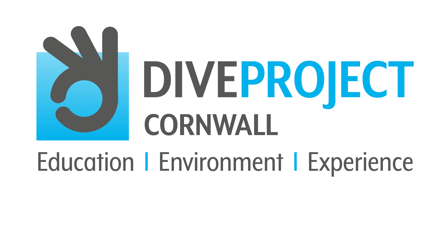 DIVEPROJECT
CORNWALL
Education | Environment | Experience